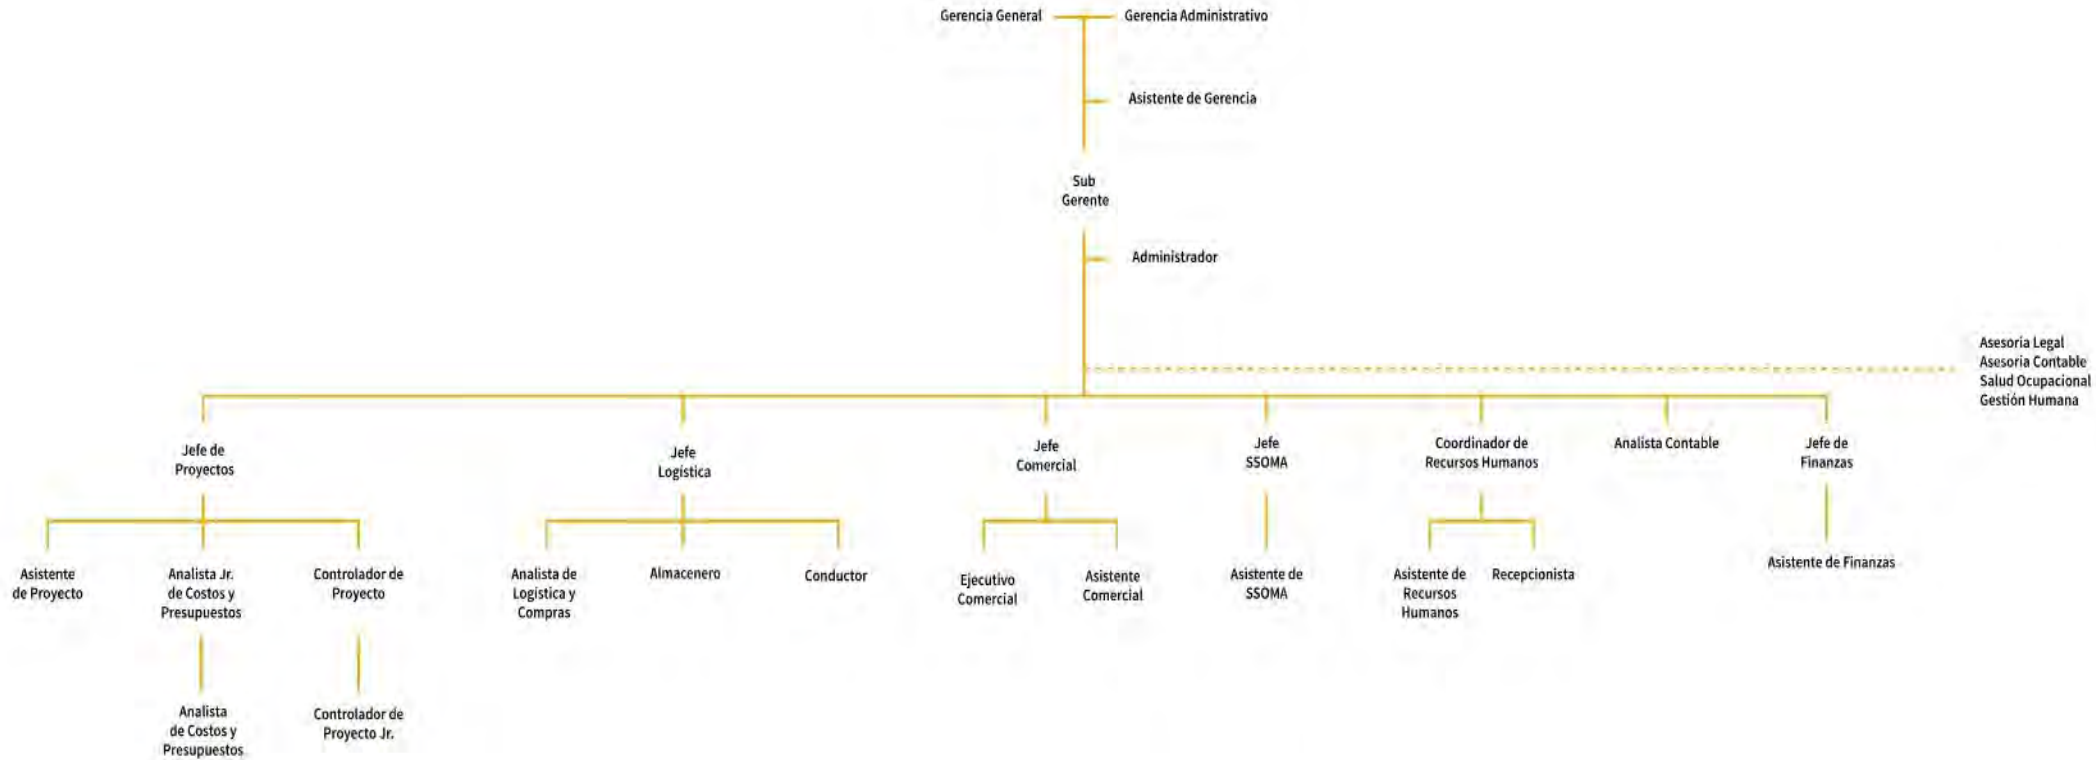 Gerencia General
Gerencia Administrativo
Asistente de Gerencia
Sub
Gerente
Administrador
Asesoria Legal
Asesoria Contable
Salud Ocupacional
Gestión Humana
Jefe de
Proyectos
Jefe
Logística
Jefe
Comercial
Jefe
SSOMA
Coordinador de
Recursos Humanos
Analista Contable
Jefe de
Finanzas
Asistente
de Proyecto
Analista Jr.
de Costos y
Presupuestos
Controlador de
Proyecto
Analista de
Logística y
Compras
Almacenero
Conductor
Ejecutivo
Comercial
Asistente
Comercial
Asistente de
SSOMA
Asistente de
Recursos
Humanos
Recepcionista
Asistente de Finanzas
Analista
de Costos y
Presupuestos
Controlador de
Proyecto Jr.